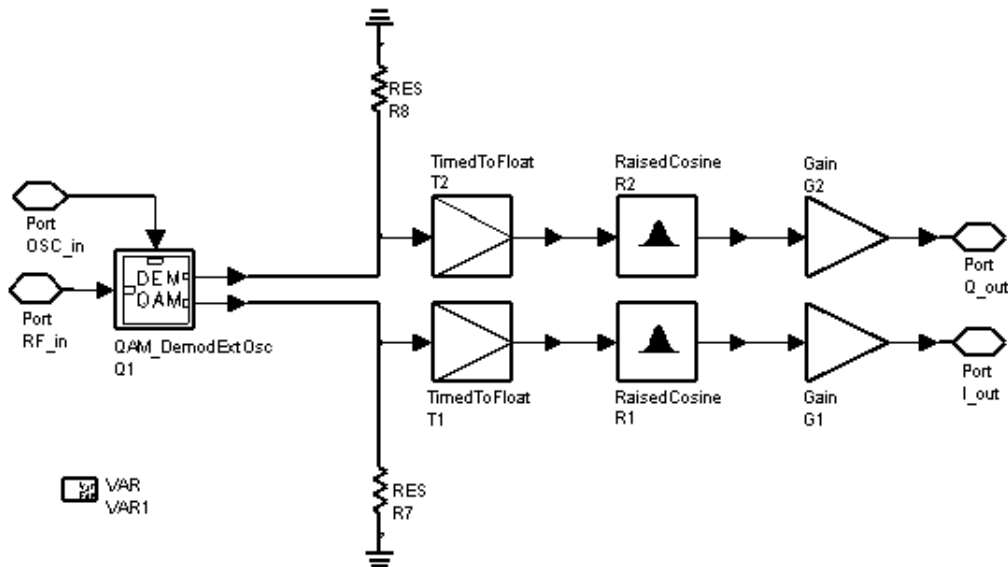 RES
R8
TimedToFloat
T2
RaisedCosine
R2
Gain
G2
Port
OSC_in
DEM
QAM
Port
RF_in
QAM_DemodExtOsc
Q1
Port
Q_out
TimedToFloat
T1
RaisedCosine
R1
Gain
G1
Port
I_out
RES
R7
VAR
VAR1